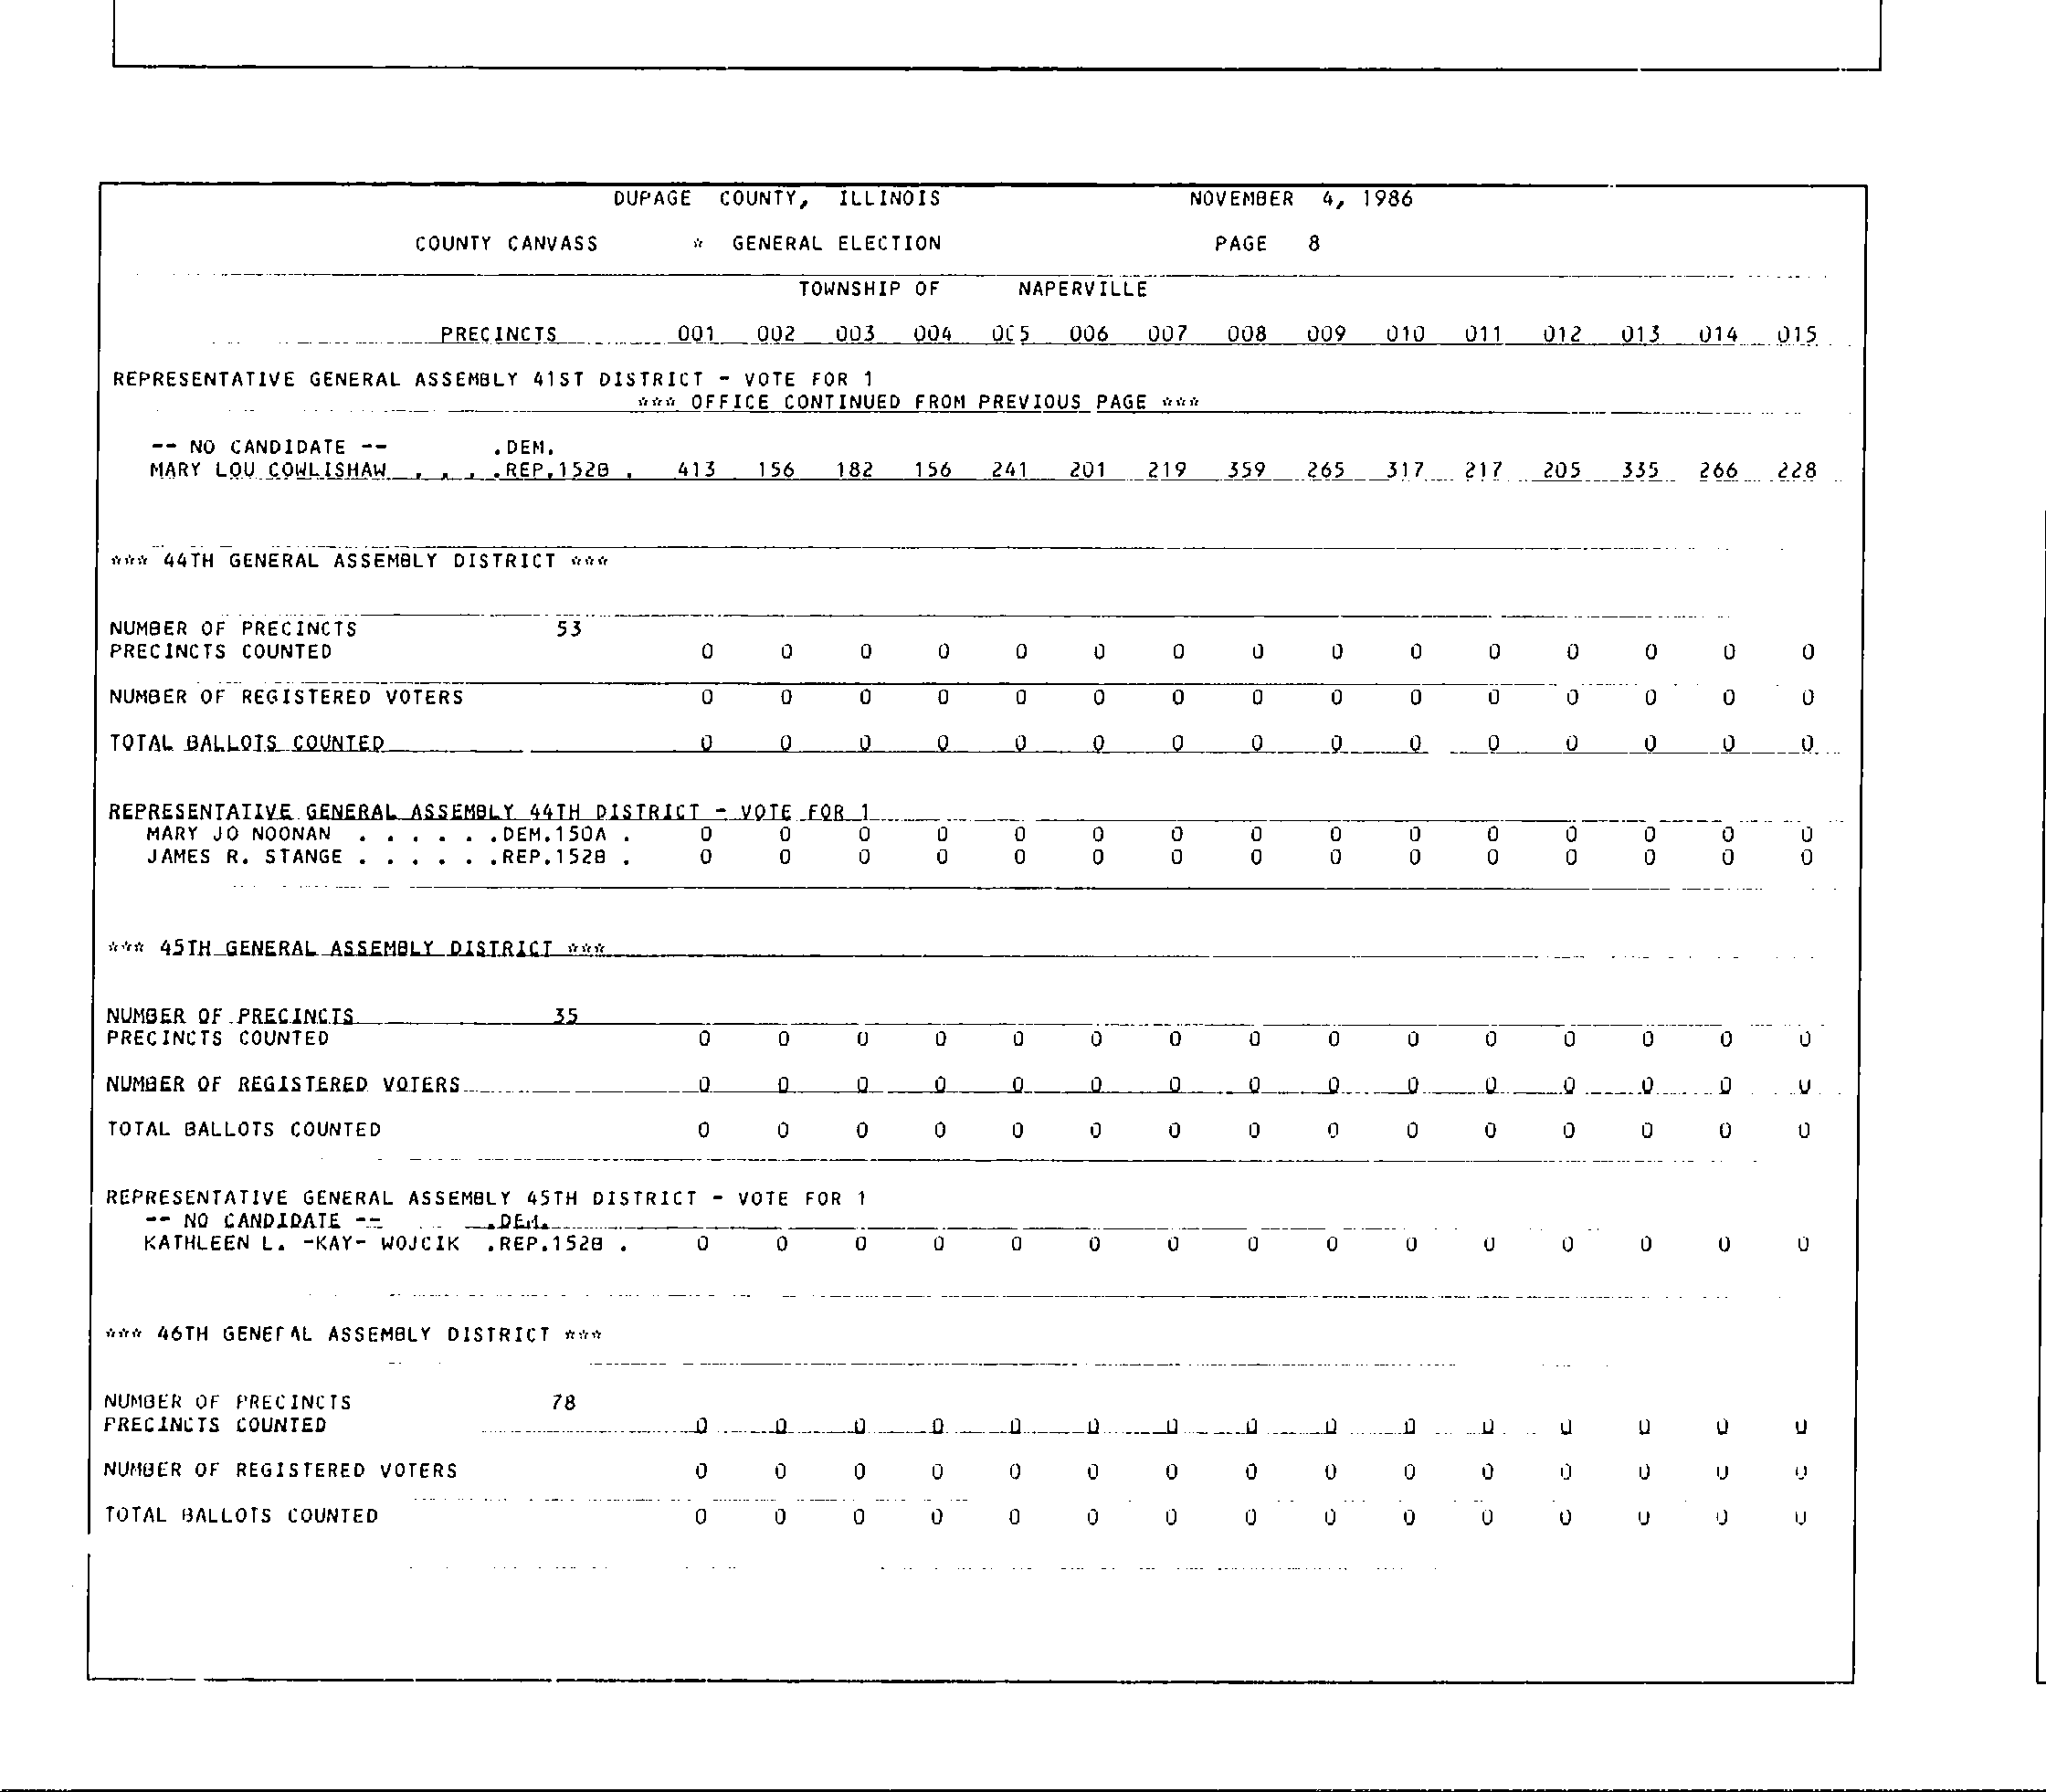 DUPAGE COUNTY, ILLINOIS NOVEMBER 4, 1986
COUNTY CANVASS * GENERAL ELECTION PAGE 8
TOWNSHIP OF NAPERVILLE
PRECINCTS 001 002 003 004 005 006 007 008 009 010 011 012 013 014 015
REPRESENTATIVE GENERAL ASSEMBLY 41ST DISTRICT - VOTE FOR 1
*** OFFICE CONTINUED FROM PREVIOUS PAGE ***
-- NO CANDIDATE -- .DEM.
MARY LOU COWLISHAW . . . .REP.152B . 413 156 182 156 241 201 219 359 265 317 217 205 335 266 228
*** 44TH GENERAL ASSEMBLY DISTRICT ***
NUMBER OF PRECINCTS 53
PRECINCTS COUNTED 0 0 0 0 0 0 0 0 0 0 0 0 0 0 0
NUMBER OF REGISTERED VOTERS 0 0 0 0 0 0 0 0 0 0 0 0 0 0 0
TOTAL BALLOTS COUNTED 0 0 0 0 0 0 0 0 0 0 0 0 0 0 0
REPRESENTATIVE GENERAL ASSEMBLY 44TH DISTRICT - VOTE FOR 1
MARY JO NOONAN . . . . . .DEM.150A . 0 0 0 0 0 0 0 0 0 0 0 0 0 0 0
JAMES R. STANGE . . . . . .REP.152B . 0 0 0 0 0 0 0 0 0 0 0 0 0 0 0
*** 45TH GENERAL ASSEMBLY DISTRICT ***
NUMBER OF PRECINCTS 35
PRECINCTS COUNTED 0 0 0 0 0 0 0 0 0 0 0 0 0 0 0
NUMBER OF REGISTERED VOTERS 0 0 0 0 0 0 0 0 0 0 0 0 0 0 0
TOTAL BALLOTS COUNTED 0 0 0 0 0 0 0 0 0 0 0 0 0 0 0
REPRESENTATIVE GENERAL ASSEMBLY 45TH DISTRICT - VOTE FOR 1
-- NO CANDIDATE -- .DEM.
KATHLEEN L. -KAY- WOJCIK .REP.152B . 0 0 0 0 0 0 0 0 0 0 0 0 0 0 0
*** 46TH GENERAL ASSEMBLY DISTRICT ***
NUMBER OF PRECINCTS 78
PRECINCTS COUNTED 0 0 0 0 0 0 0 0 0 0 0 0 0 0 0
NUMBER OF REGISTERED VOTERS 0 0 0 0 0 0 0 0 0 0 0 0 0 0 0
TOTAL BALLOTS COUNTED 0 0 0 0 0 0 0 0 0 0 0 0 0 0 0